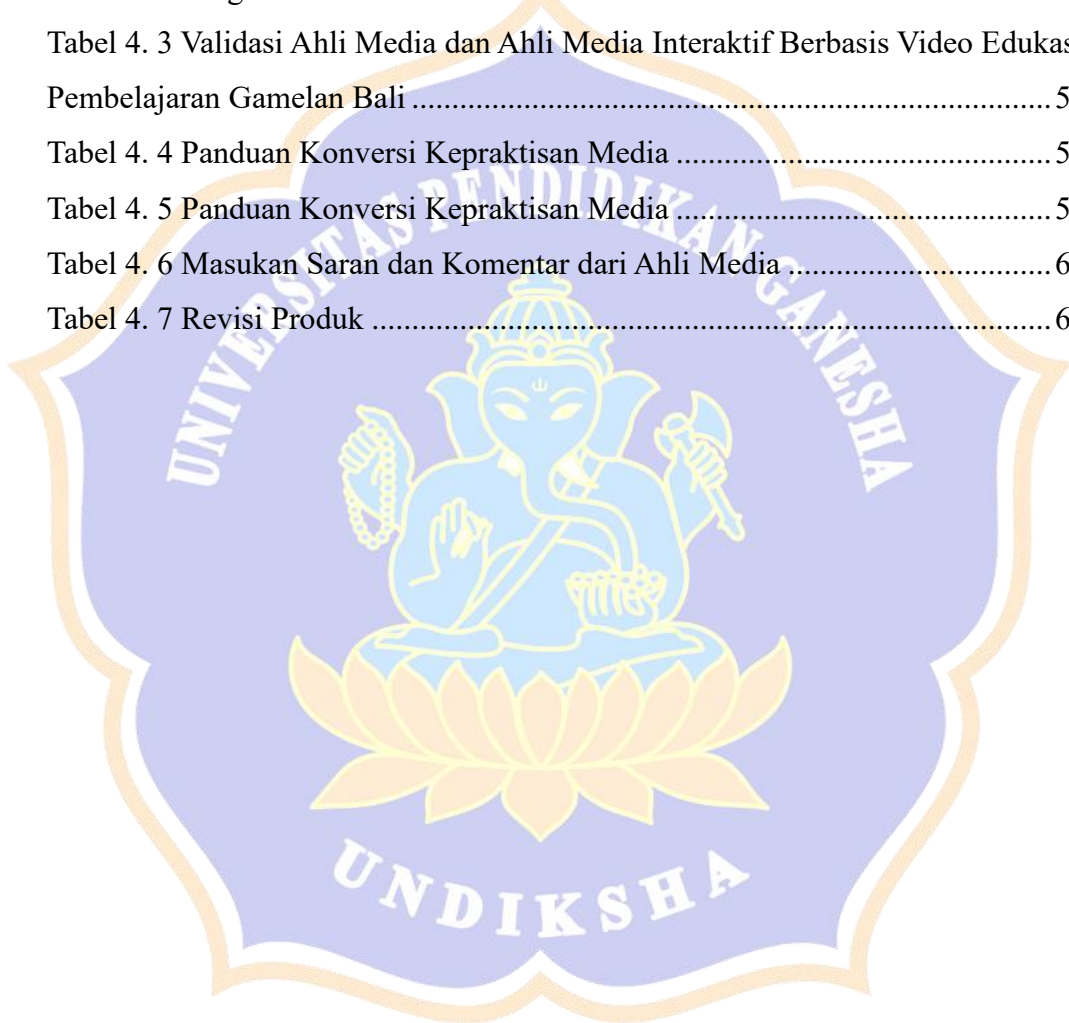 Tabel 4. 3 Validasi Ahli Media dan Ahli Media Interaktif Berbasis Video Edukas
Pembelajaran Gamelan Bali ................................................................................ 5
Tabel 4. 4 Panduan Konversi Kepraktisan Media ............................................... 5
Tabel 4. 5 Panduan Konversi Kepraktisan Media ............................................... 5
Tabel 4. 6 Masukan Saran dan Komentar dari Ahli Media ................................. 6
Tabel 4. 7 Revisi Produk ..................................................................................... 6
UNIVERSITAS PENDIDIKAN GANESHA
UNDIKSHA